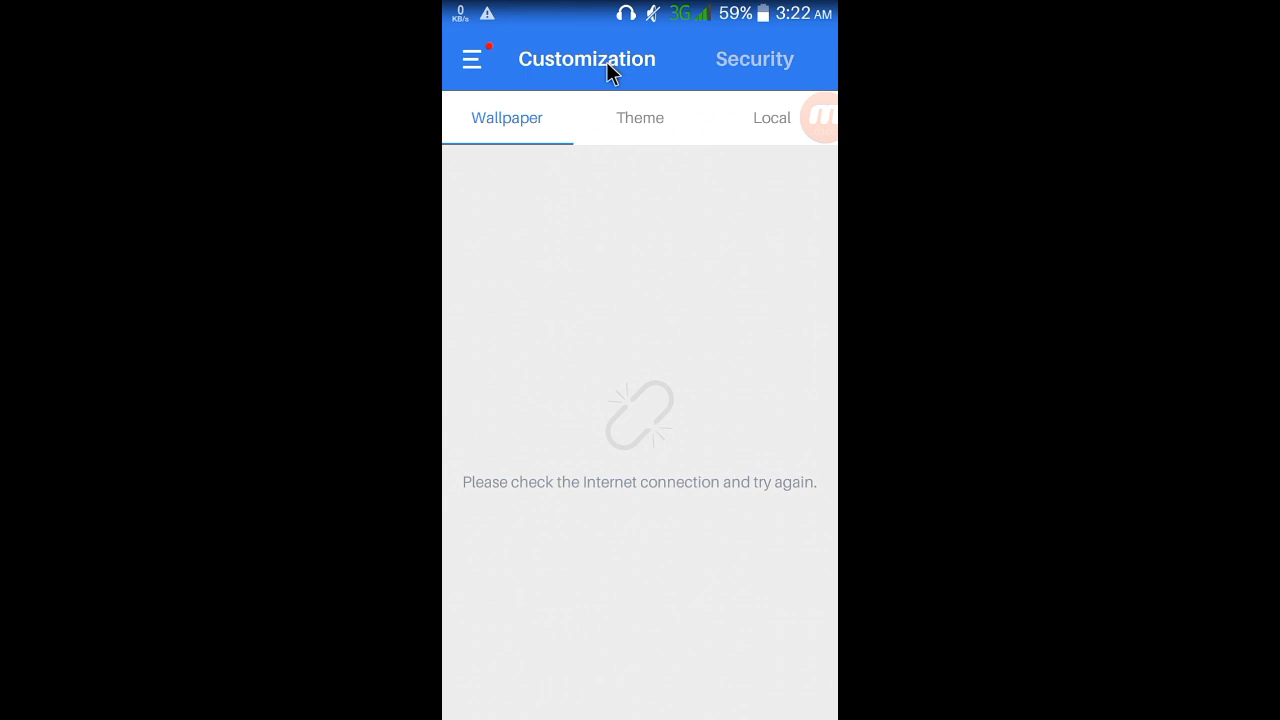 0 3G 59% 3:22 AM
KB/s
Customization Security
Wallpaper Theme Local
Please check the Internet connection and try again.